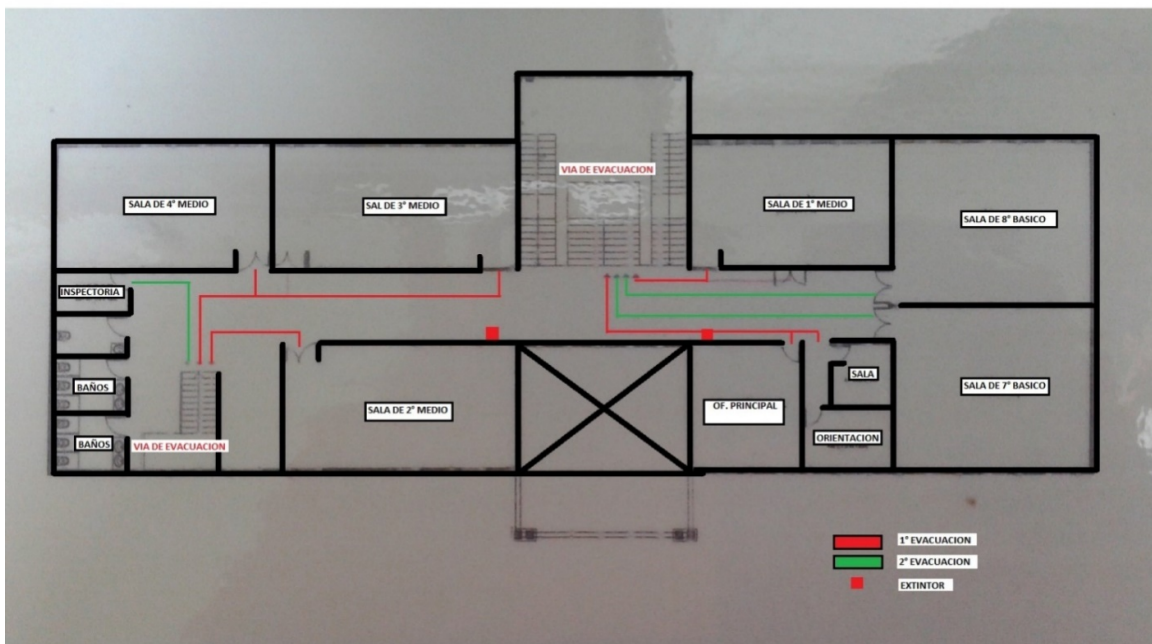 VIA DE EVACUACION
SALA DE 4° MEDIO
SAL DE 3° MEDIO
SALA DE 1° MEDIO
SALA DE 8° BASICO
INSPECTORIA
BAÑOS
SALA DE 2° MEDIO
OF. PRINCIPAL
SALA
SALA DE 7° BASICO
BAÑOS
VIA DE EVACUACION
ORIENTACION
1° EVACUACION
2° EVACUACION
EXTINTOR